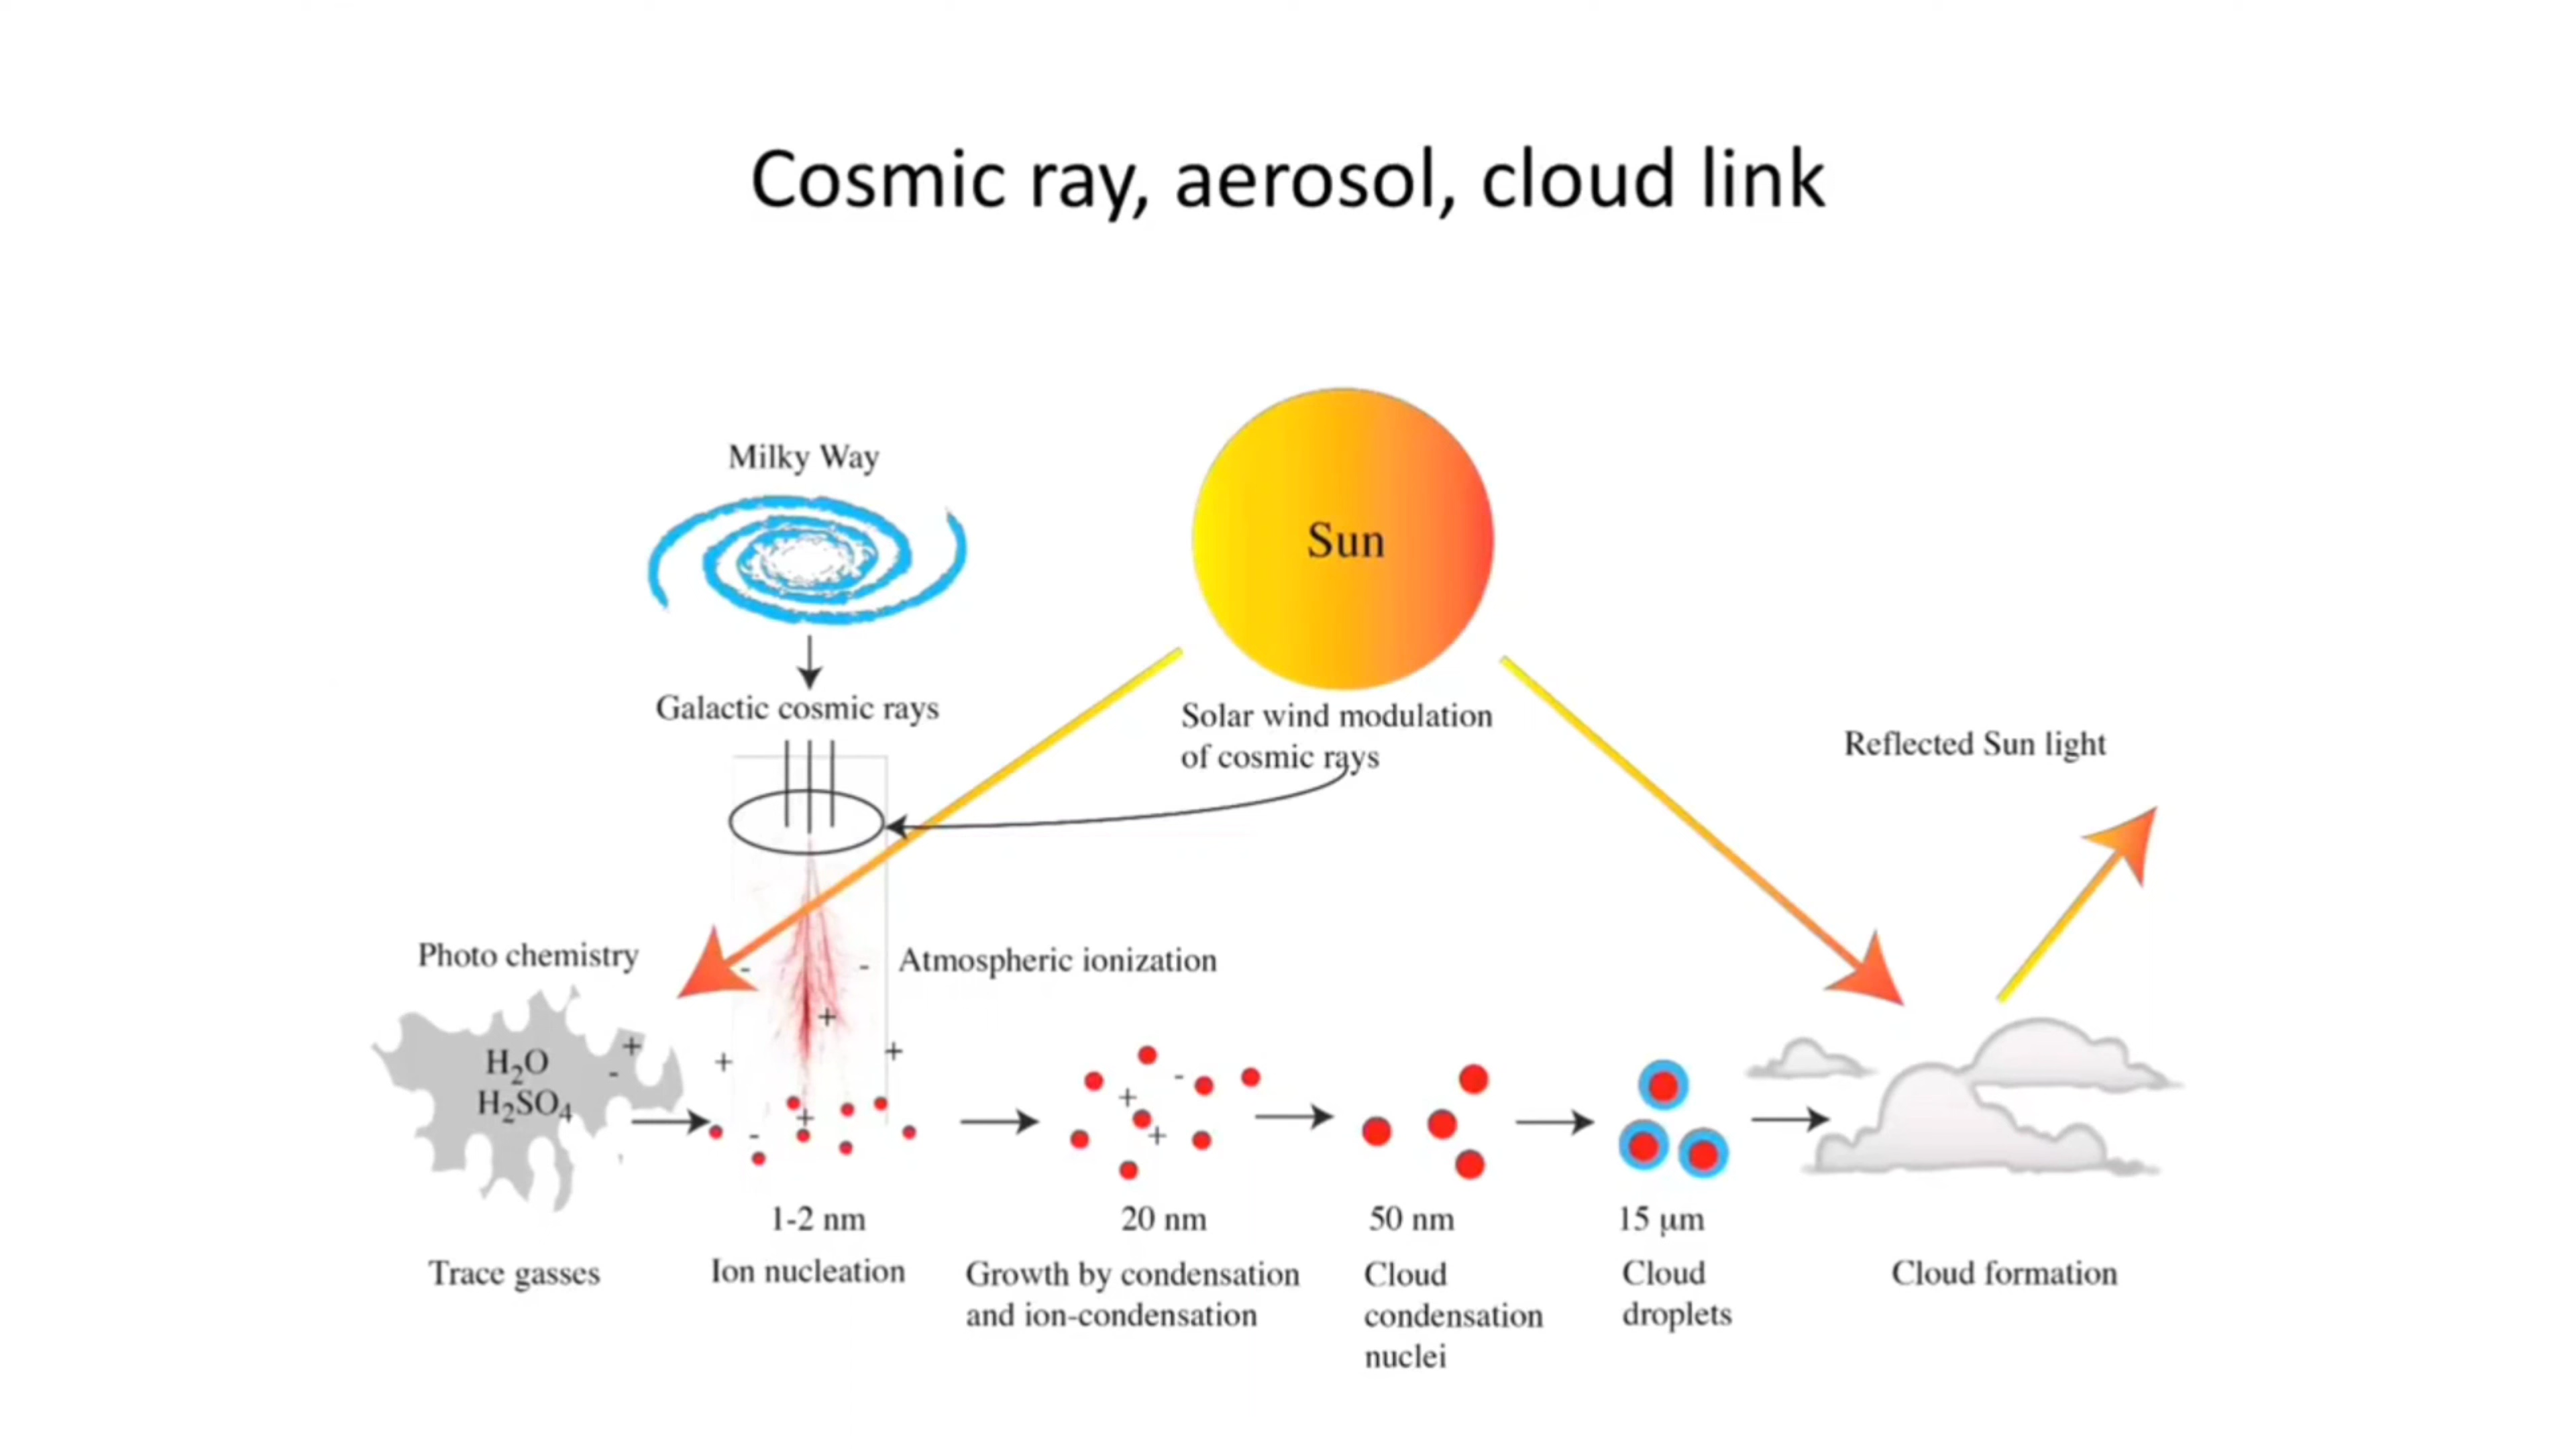 Cosmic ray, aerosol, cloud link
Milky Way
Sun
Galactic cosmic rays
Solar wind modulation
of cosmic rays
Reflected Sun light
Photo chemistry
Atmospheric ionization
H₂O
H₂SO₄
+
-
-
-
+
+
+
+
-
+
-
+
1-2 nm
20 nm
50 nm
15 μm
Trace gasses
Ion nucleation
Growth by condensation
and ion-condensation
Cloud
condensation
nuclei
Cloud
droplets
Cloud formation